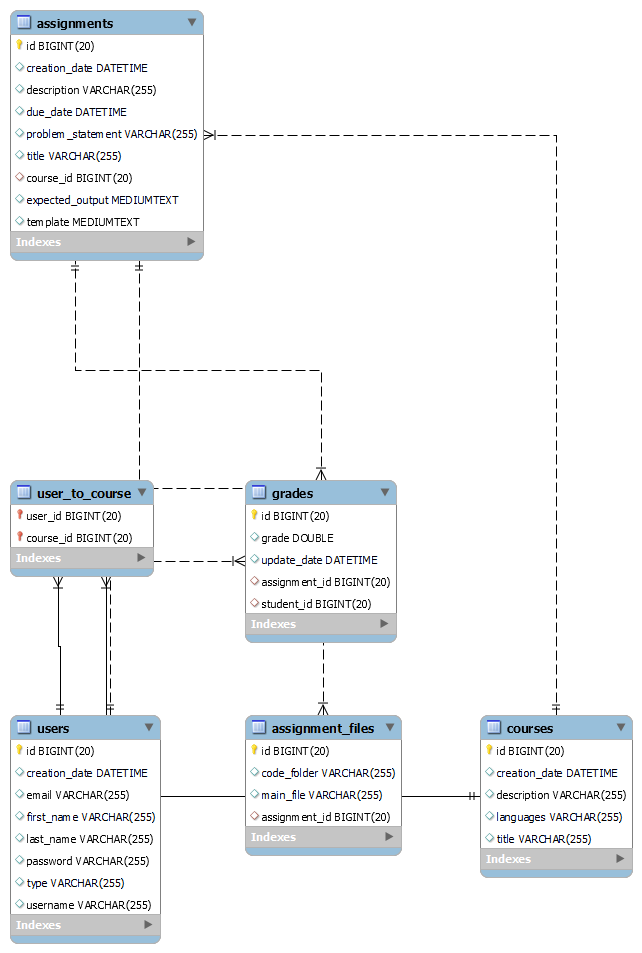 assignments
id BIGINT(20)
creation_date DATETIME
description VARCHAR(255)
due_date DATETIME
problem_statement VARCHAR(255)
title VARCHAR(255)
course_id BIGINT(20)
expected_output MEDIUMTEXT
template MEDIUMTEXT
Indexes
user_to_course
user_id BIGINT(20)
course_id BIGINT(20)
Indexes
grades
id BIGINT(20)
grade DOUBLE
update_date DATETIME
assignment_id BIGINT(20)
student_id BIGINT(20)
Indexes
users
id BIGINT(20)
creation_date DATETIME
email VARCHAR(255)
first_name VARCHAR(255)
last_name VARCHAR(255)
password VARCHAR(255)
type VARCHAR(255)
username VARCHAR(255)
Indexes
assignment_files
id BIGINT(20)
code_folder VARCHAR(255)
main_file VARCHAR(255)
assignment_id BIGINT(20)
Indexes
courses
id BIGINT(20)
creation_date DATETIME
description VARCHAR(255)
languages VARCHAR(255)
title VARCHAR(255)
Indexes